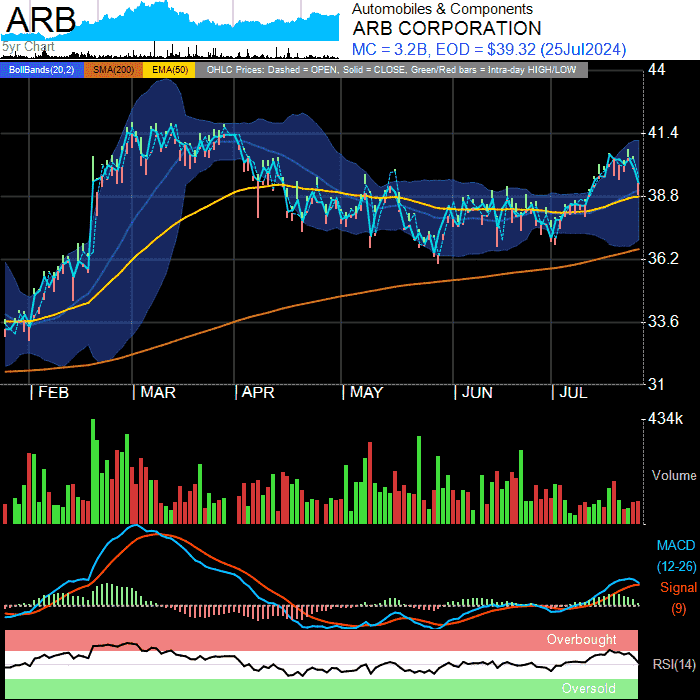 ARB
5yr Chart
Automobiles & Components
ARB CORPORATION
MC = 3.2B, EOD = $39.32 (25Jul2024)
BollBands(20,2) SMA(200) EMA(50) OHLC Prices: Dashed = OPEN, Solid = CLOSE, Green/Red bars = Intra-day HIGH/LOW
44
41.4
38.8
36.2
33.6
31
| FEB | MAR | APR | MAY | JUN | JUL
434k
Volume
MACD
(12-26)
Signal
(9)
Overbought
RSI(14)
Oversold